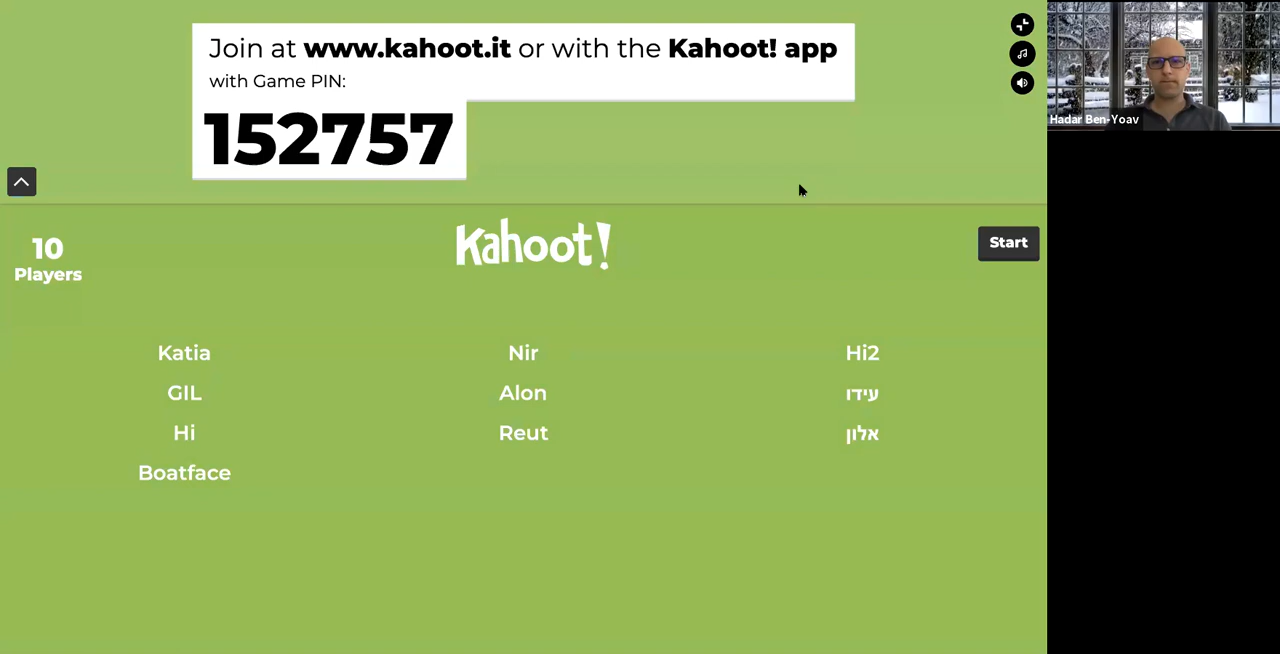 Join at www.kahoot.it or with the Kahoot! app
with Game PIN:
152757
Hadar Ben-Yoav
10
Players
Kahoot!
Start
Katia
Nir
Hi2
GIL
Alon
עידו
Hi
Reut
אלון
Boatface